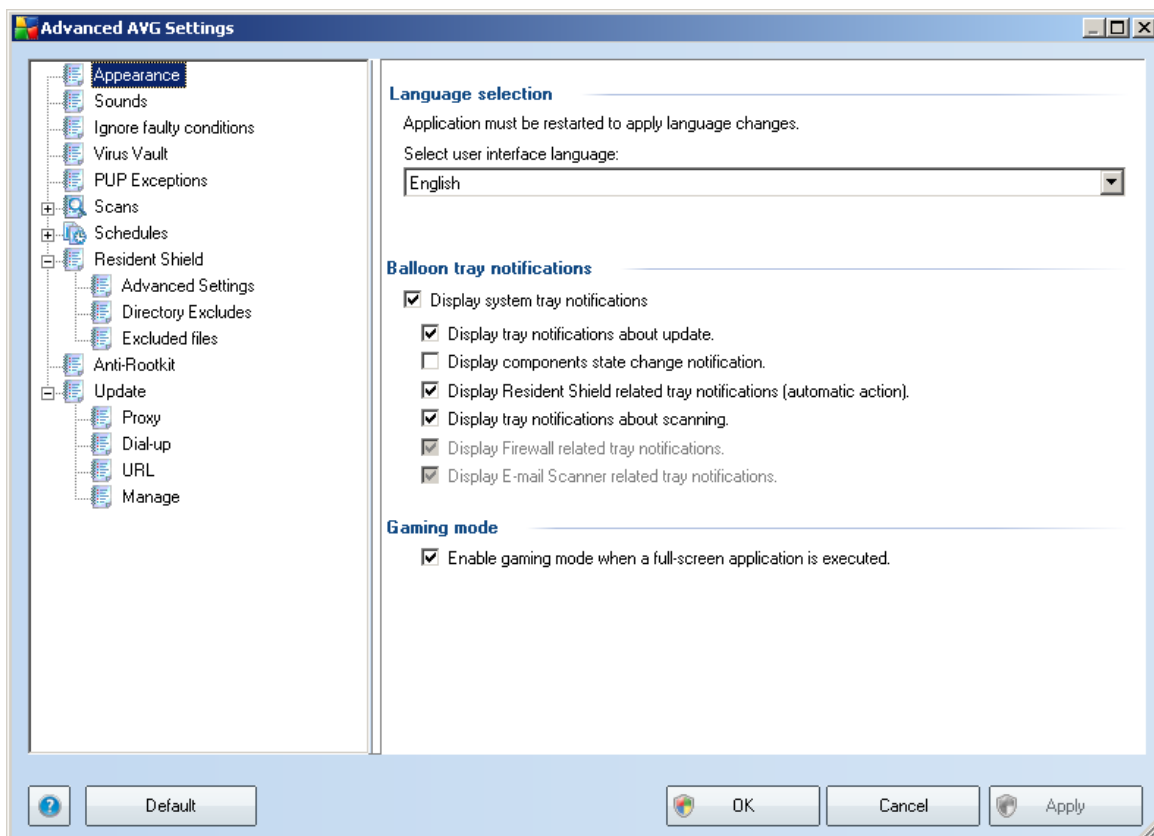 Advanced AVG Settings
Appearance
Sounds
Ignore faulty conditions
Virus Vault
PUP Exceptions
Scans
Schedules
Resident Shield
Advanced Settings
Directory Excludes
Excluded files
Anti-Rootkit
Update
Proxy
Dial-up
URL
Manage
Language selection
Application must be restarted to apply language changes.
Select user interface language:
English
Balloon tray notifications
Display system tray notifications
Display tray notifications about update.
Display components state change notification.
Display Resident Shield related tray notifications (automatic action).
Display tray notifications about scanning.
Display Firewall related tray notifications.
Display E-mail Scanner related tray notifications.
Gaming mode
Enable gaming mode when a full-screen application is executed.
? Default OK Cancel Apply